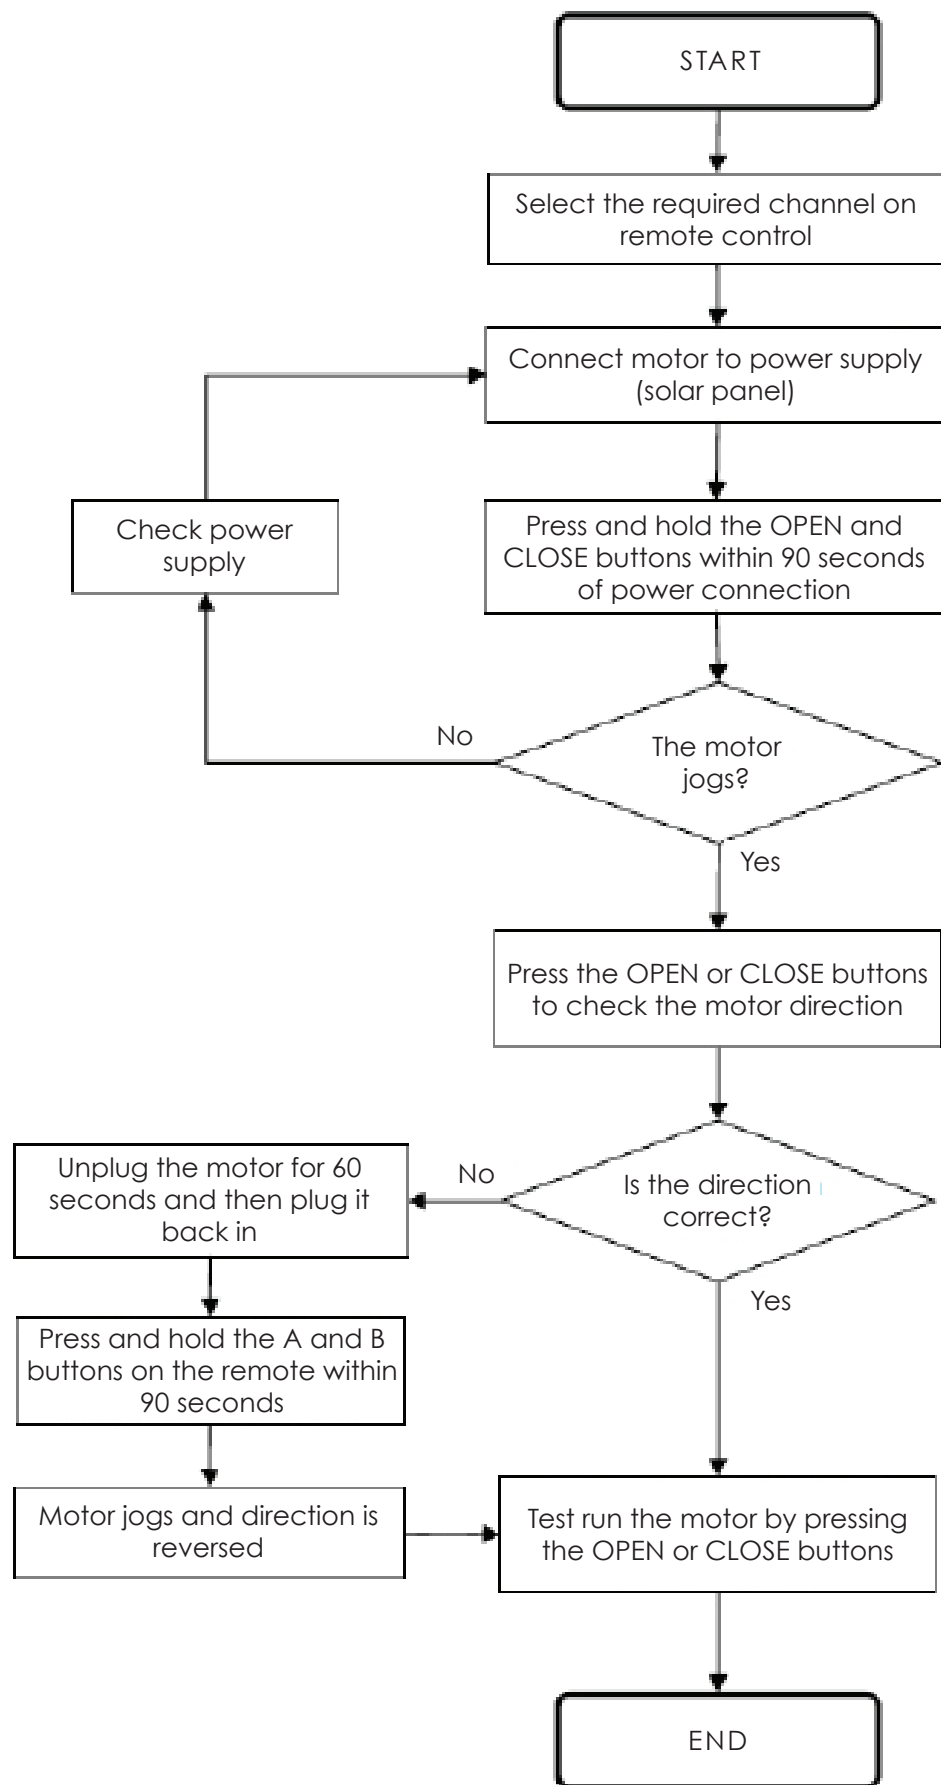 START
Select the required channel on
remote control
Connect motor to power supply
(solar panel)
Check power
supply
Press and hold the OPEN and
CLOSE buttons within 90 seconds
of power connection
No
The motor
jogs?
Yes
Press the OPEN or CLOSE buttons
to check the motor direction
Unplug the motor for 60
seconds and then plug it
back in
No
Is the direction
correct?
Yes
Press and hold the A and B
buttons on the remote within
90 seconds
Motor jogs and direction is
reversed
Test run the motor by pressing
the OPEN or CLOSE buttons
END